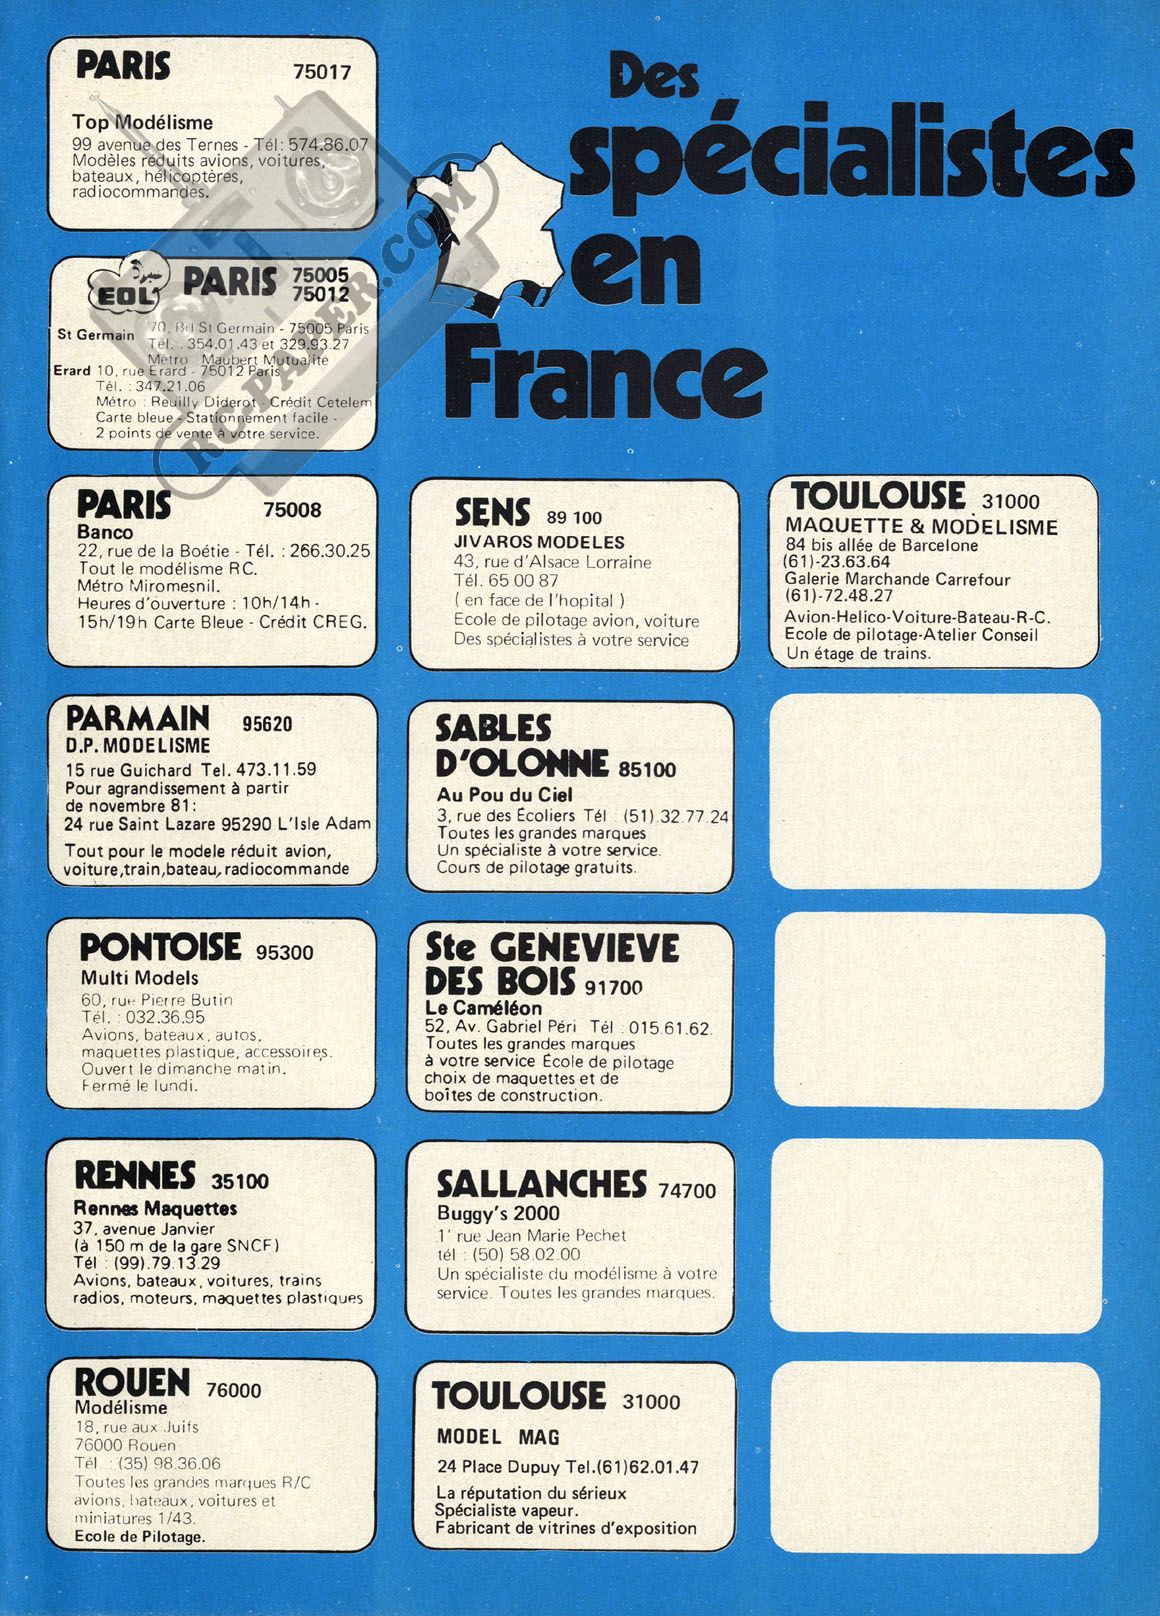 Des
spécialistes
en
France
PARIS 75017
Top Modélisme
99 avenue des Ternes - Tél: 574.86.07
Modèles réduits avions, voitures,
bateaux, hélicoptères,
radiocommandes.
EOL PARIS 75005
75012
St Germain 70, Bd St Germain - 75005 Paris
Tél. : 354.01.43 et 329.93.27
Métro : Maubert Mutualité
Erard 10, rue Erard - 75012 Paris
Tél. : 347.21.06
Métro : Reuilly Diderot - Crédit Cetelem
Carte bleue - Stationnement facile -
2 points de vente à votre service.
RC-PAPER.COM
PARIS 75008
Banco
22, rue de la Boétie - Tél. : 266.30.25
Tout le modélisme RC.
Métro Miromesnil.
Heures d'ouverture : 10h/14h -
15h/19h Carte Bleue - Crédit CREG.
PARMAIN 95620
D.P. MODELISME
15 rue Guichard Tel. 473.11.59
Pour agrandissement à partir
de novembre 81:
24 rue Saint Lazare 95290 L'Isle Adam
Tout pour le modele réduit avion,
voiture,train,bateau,radiocommande
PONTOISE 95300
Multi Models
60, rue Pierre Butin
Tél. : 032.36.95
Avions, bateaux, autos,
maquettes plastique, accessoires.
Ouvert le dimanche matin.
Fermé le lundi.
RENNES 35100
Rennes Maquettes
37, avenue Janvier
(à 150 m de la gare SNCF)
Tél : (99).79.13.29
Avions, bateaux, voitures, trains
radios, moteurs, maquettes plastiques
ROUEN 76000
Modélisme
18, rue aux Juifs
76000 Rouen
Tél. : (35) 98.36.06
Toutes les grandes marques R/C
avions, bateaux, voitures et
miniatures 1/43.
Ecole de Pilotage.
SENS 89 100
JIVAROS MODELES
43, rue d'Alsace Lorraine
Tél. 65 00 87
( en face de l'hopital )
Ecole de pilotage avion, voiture
Des spécialistes à votre service
SABLES
D'OLONNE 85100
Au Pou du Ciel
3, rue des Écoliers Tél : (51) 32.77.24
Toutes les grandes marques
Un spécialiste à votre service.
Cours de pilotage gratuits.
Ste GENEVIEVE
DES BOIS 91700
Le Caméléon
52, Av. Gabriel Péri Tél : 015.61.62.
Toutes les grandes marques
à votre service École de pilotage
choix de maquettes et de
boîtes de construction.
SALLANCHES 74700
Buggy's 2000
1' rue Jean Marie Pechet
tél : (50) 58.02.00
Un spécialiste du modélisme à votre
service. Toutes les grandes marques.
TOULOUSE 31000
MODEL MAG
24 Place Dupuy Tel.(61)62.01.47
La réputation du sérieux
Spécialiste vapeur.
Fabricant de vitrines d'exposition
TOULOUSE 31000
MAQUETTE & MODELISME
84 bis allée de Barcelone
(61)-23.63.64
Galerie Marchande Carrefour
(61)-72.48.27
Avion-Helico-Voiture-Bateau-R-C.
Ecole de pilotage-Atelier Conseil
Un étage de trains.